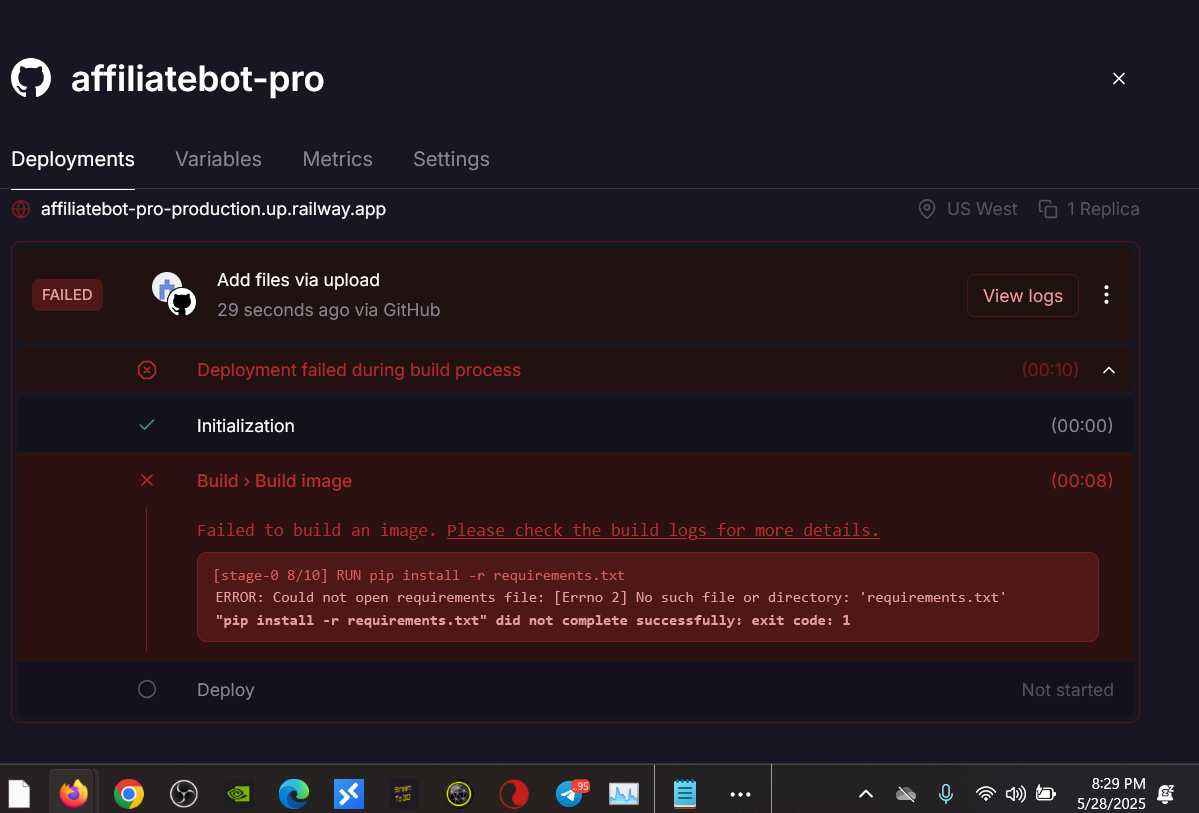 affiliatebot-pro
Deployments Variables Metrics Settings
affiliatebot-pro-production.up.railway.app US West 1 Replica
FAILED Add files via upload View logs
29 seconds ago via GitHub
Deployment failed during build process (00:10)
Initialization (00:00)
Build › Build image (00:08)
Failed to build an image. Please check the build logs for more details.
[stage-0 8/10] RUN pip install -r requirements.txt
ERROR: Could not open requirements file: [Errno 2] No such file or directory: 'requirements.txt'
"pip install -r requirements.txt" did not complete successfully: exit code: 1
Deploy Not started
8:29 PM
5/28/2025